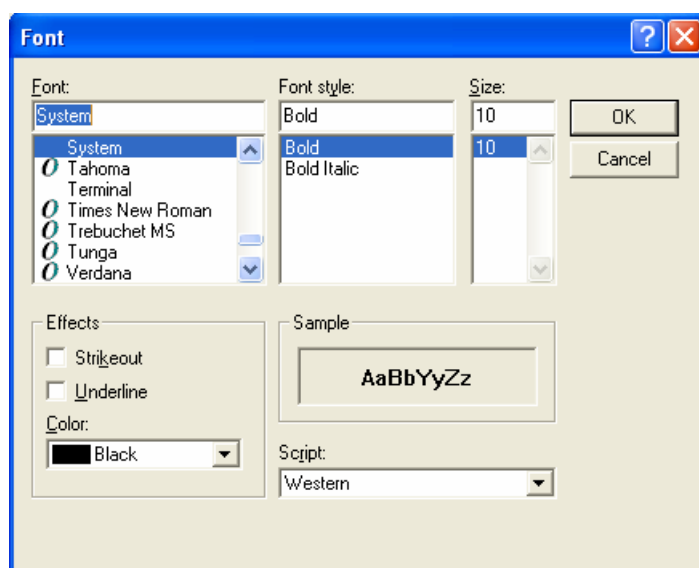 Font
Font: Font style: Size:
System Bold 10 OK
System Bold 10 Cancel
Tahoma Bold Italic
Terminal
Times New Roman
Trebuchet MS
Tunga
Verdana
Effects
Strikeout
Underline
Color:
Black
Sample
AaBbYyZz
Script:
Western